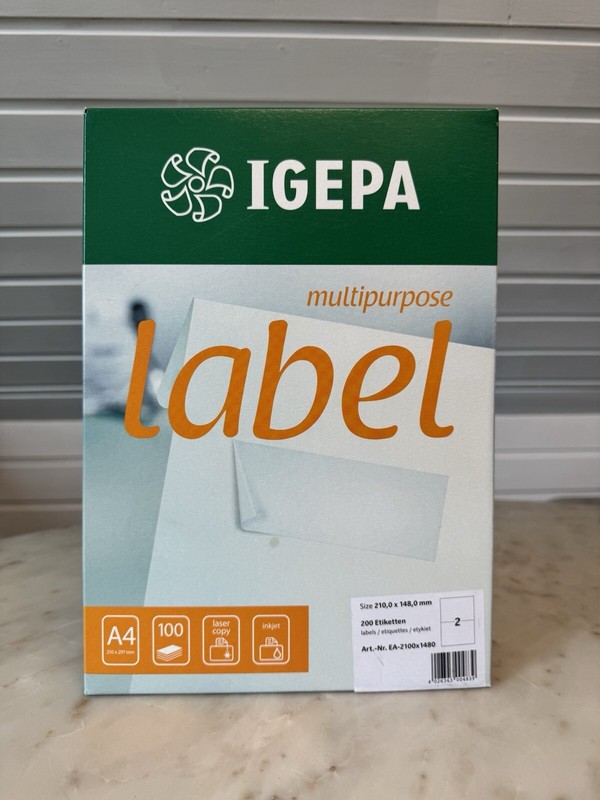 IGEPA
multipurpose
label
Size 210,0 x 148,0 mm
200 Etiketten
labels / etiquettes / etykiet
Art.-Nr. EA-2100x1480
2
A4
210 x 297 mm
100
laser
copy
inkjet